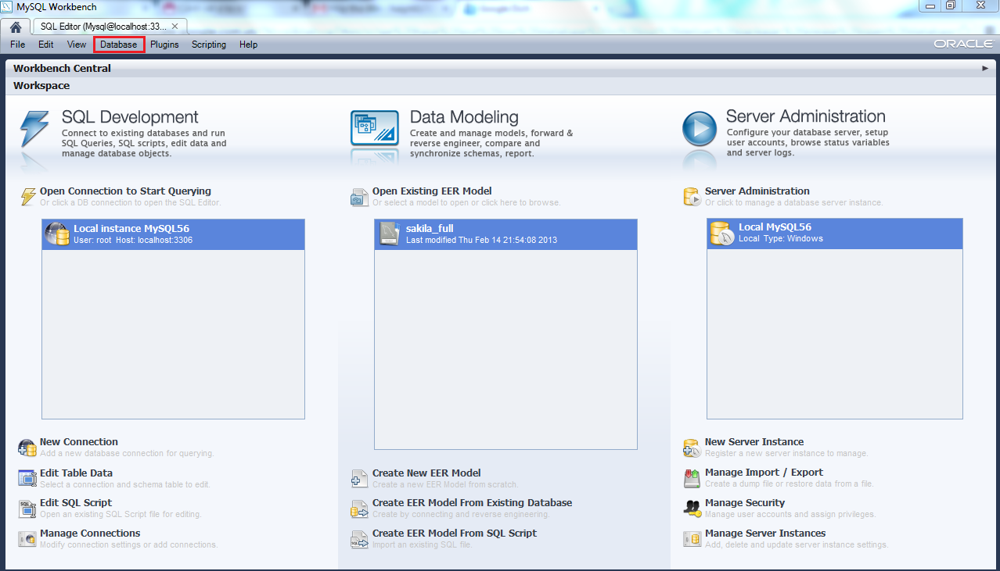 MySQL Workbench
SQL Editor (Mysql@localhost:33...
File Edit View Database Plugins Scripting Help
ORACLE
Workbench Central
Workspace
SQL Development
Connect to existing databases and run
SQL Queries, SQL scripts, edit data and
manage database objects.
Open Connection to Start Querying
Or click a DB connection to open the SQL Editor.
Local instance MySQL56
User: root Host: localhost:3306
New Connection
Add a new database connection for querying.
Edit Table Data
Select a connection and schema table to edit.
Edit SQL Script
Open an existing SQL Script file for editing.
Manage Connections
Modify connection settings or add connections.
Data Modeling
Create and manage models, forward &
reverse engineer, compare and
synchronize schemas, report.
Open Existing EER Model
Or select a model to open or click here to browse.
sakila_full
Last modified Thu Feb 14 21:54:08 2013
Create New EER Model
Create a new EER Model from scratch.
Create EER Model From Existing Database
Create by connecting and reverse engineering.
Create EER Model From SQL Script
Import an existing SQL file.
Server Administration
Configure your database server, setup
user accounts, browse status variables
and server logs.
Server Administration
Or click to manage a database server instance.
Local MySQL56
Local Type: Windows
New Server Instance
Register a new server instance to manage.
Manage Import / Export
Create a dump file or restore data from a file.
Manage Security
Manage user accounts and assign privileges.
Manage Server Instances
Add, delete and update server instance settings.